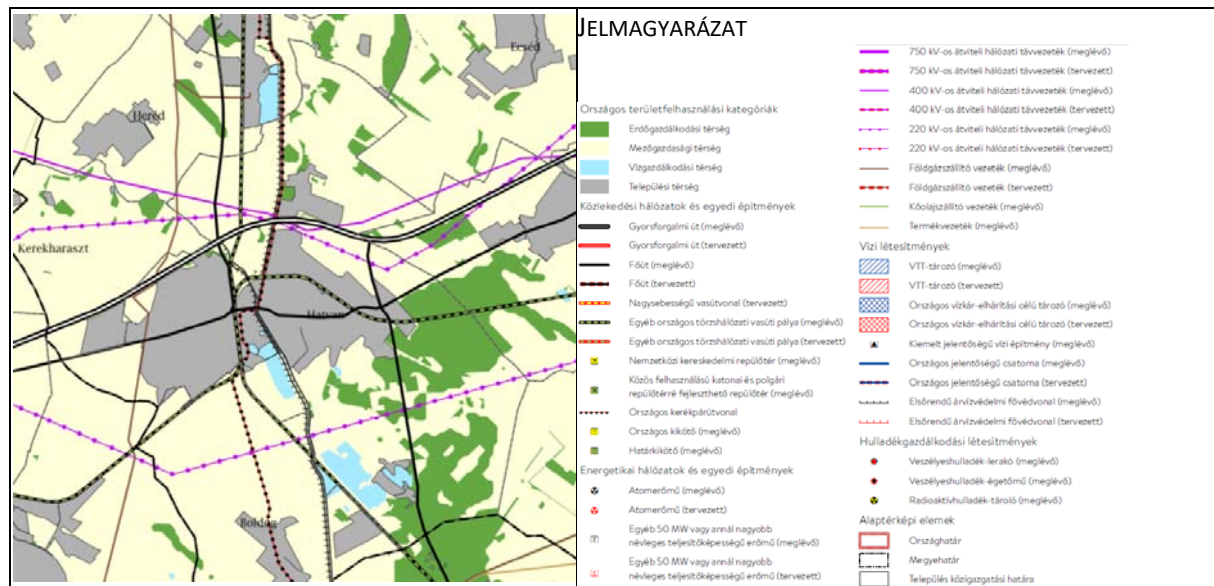 Ecséd
Heréd
Kerekharaszt
Hatvan
Boldog
JELMAGYARÁZAT
Országos területfelhasználási kategóriák
Erdőgazdálkodási térség
Mezőgazdasági térség
Vízgazdálkodási térség
Települési térség
Közlekedési hálózatok és egyedi építmények
Gyorsforgalmi út (meglévő)
Gyorsforgalmi út (tervezett)
Főút (meglévő)
Főút (tervezett)
Nagysebességű vasútvonal (tervezett)
Egyéb országos törzshálózati vasúti pálya (meglévő)
Egyéb országos törzshálózati vasúti pálya (tervezett)
Nemzetközi kereskedelmi repülőtér (meglévő)
Közös felhasználású katonai és polgári
repülőtérré fejleszthető repülőtér (meglévő)
Országos kerékpárútvonal
Országos kikötő (meglévő)
Határkikötő (meglévő)
Energetikai hálózatok és egyedi építmények
Atomerőmű (meglévő)
Atomerőmű (tervezett)
Egyéb 50 MW vagy annál nagyobb
névleges teljesítőképességű erőmű (meglévő)
Egyéb 50 MW vagy annál nagyobb
névleges teljesítőképességű erőmű (tervezett)
750 kV-os átviteli hálózati távvezeték (meglévő)
750 kV-os átviteli hálózati távvezeték (tervezett)
400 kV-os átviteli hálózati távvezeték (meglévő)
400 kV-os átviteli hálózati távvezeték (tervezett)
220 kV-os átviteli hálózati távvezeték (meglévő)
220 kV-os átviteli hálózati távvezeték (tervezett)
Földgázszállító vezeték (meglévő)
Földgázszállító vezeték (tervezett)
Kőolajszállító vezeték (meglévő)
Termékvezeték (meglévő)
Vízi létesítmények
VTT-tározó (meglévő)
VTT-tározó (tervezett)
Országos vízkár-elhárítási célú tározó (meglévő)
Országos vízkár-elhárítási célú tározó (tervezett)
Kiemelt jelentőségű vízi építmény (meglévő)
Országos jelentőségű csatorna (meglévő)
Országos jelentőségű csatorna (tervezett)
Elsőrendű árvízvédelmi fővédvonal (meglévő)
Elsőrendű árvízvédelmi fővédvonal (tervezett)
Hulladékgazdálkodási létesítmények
Veszélyeshulladék-lerakó (meglévő)
Veszélyeshulladék-égetőmű (meglévő)
Radioaktívhulladék-tároló (meglévő)
Alaptérképi elemek
Országhatár
Megyehatár
Település közigazgatási határa